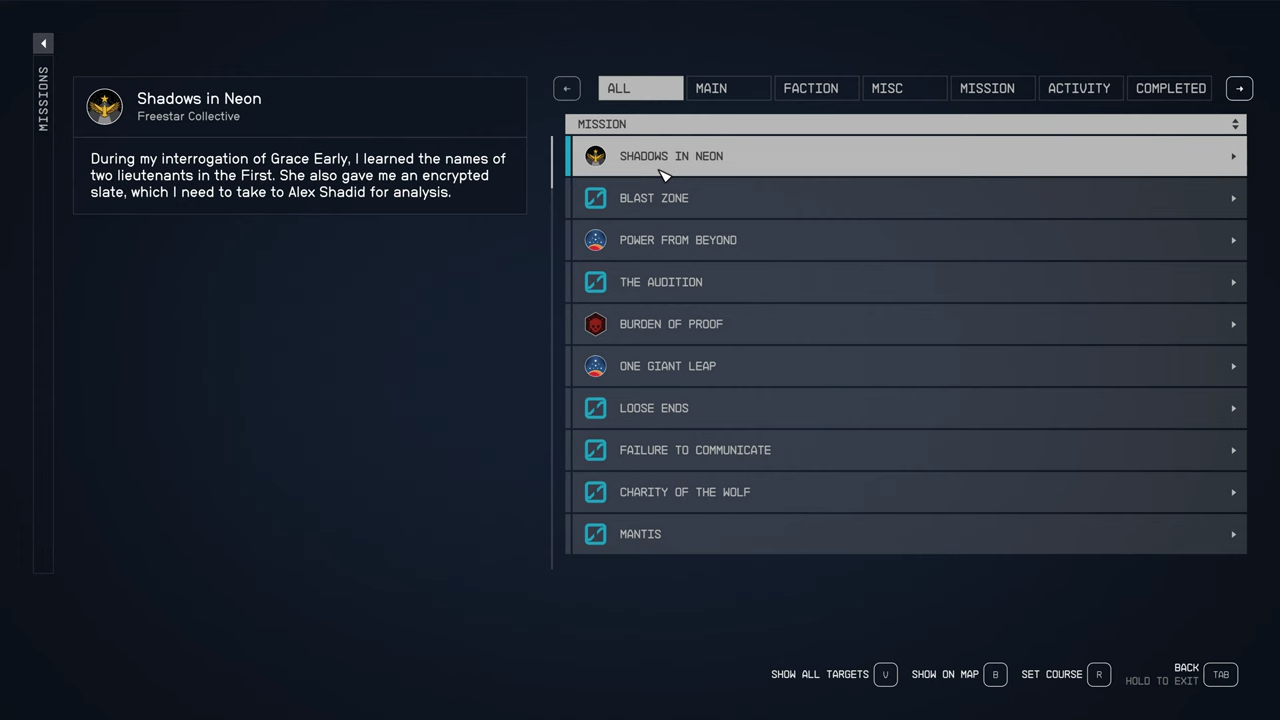 MISSIONS
Shadows in Neon
Freestar Collective
During my interrogation of Grace Early, I learned the names of
two lieutenants in the First. She also gave me an encrypted
slate, which I need to take to Alex Shadid for analysis.
ALL MAIN FACTION MISC MISSION ACTIVITY COMPLETED
MISSION
SHADOWS IN NEON
BLAST ZONE
POWER FROM BEYOND
THE AUDITION
BURDEN OF PROOF
ONE GIANT LEAP
LOOSE ENDS
FAILURE TO COMMUNICATE
CHARITY OF THE WOLF
MANTIS
SHOW ALL TARGETS V SHOW ON MAP B SET COURSE R BACK TAB
HOLD TO EXIT